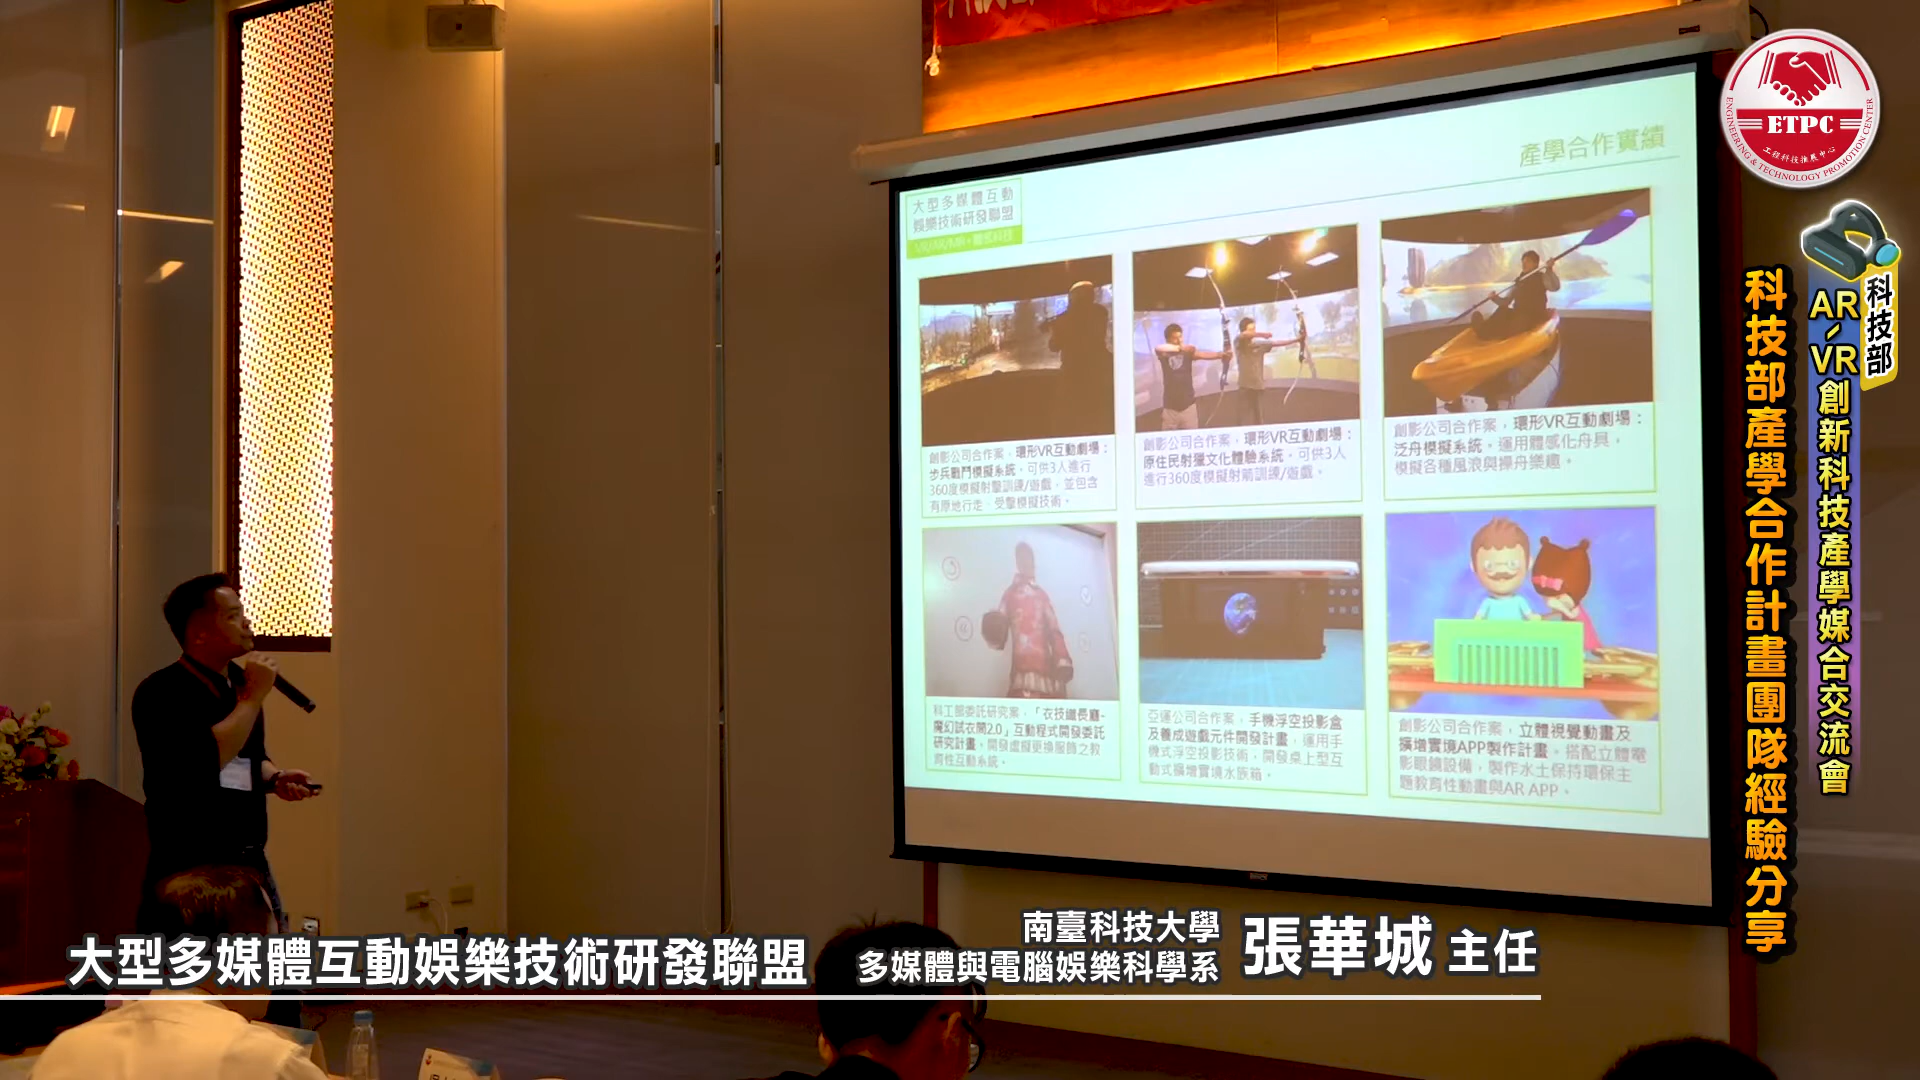 產學合作實績
大型多媒體互動
娛樂技術研發聯盟
VR/AR/MR+體感科技
創影公司合作案，環形VR互動劇場：
步兵戰鬥模擬系統，可供3人進行
360度模擬射擊訓練/遊戲，並包含
有原地行走、受擊模擬技術。
創影公司合作案，環形VR互動劇場：
原住民射獵文化體驗系統，可供3人
進行360度模擬射箭訓練/遊戲。
創影公司合作案，環形VR互動劇場：
泛舟模擬系統，運用體感化舟具，
模擬各種風浪與操舟樂趣。
科工館委託研究案，「衣技織長廳-
魔幻試衣間2.0」互動程式開發委託
研究計畫，開發虛擬更換服飾之教
育性互動系統。
亞運公司合作案，手機浮空投影盒
及養成遊戲元件開發計畫，運用手
機式浮空投影技術，開發桌上型互
動式擴增實境水族箱。
創影公司合作案，立體視覺動畫及
擴增實境APP製作計畫，搭配立體電
影眼鏡設備，製作水土保持環保主
題教育性動畫與AR APP。
ETPC
工程科技推展中心
ENGINEERING & TECHNOLOGY PROMOTION CENTER
科技部
AR、VR創新科技產學媒合交流會
科技部產學合作計畫團隊經驗分享
大型多媒體互動娛樂技術研發聯盟
南臺科技大學
多媒體與電腦娛樂科學系
張華城 主任